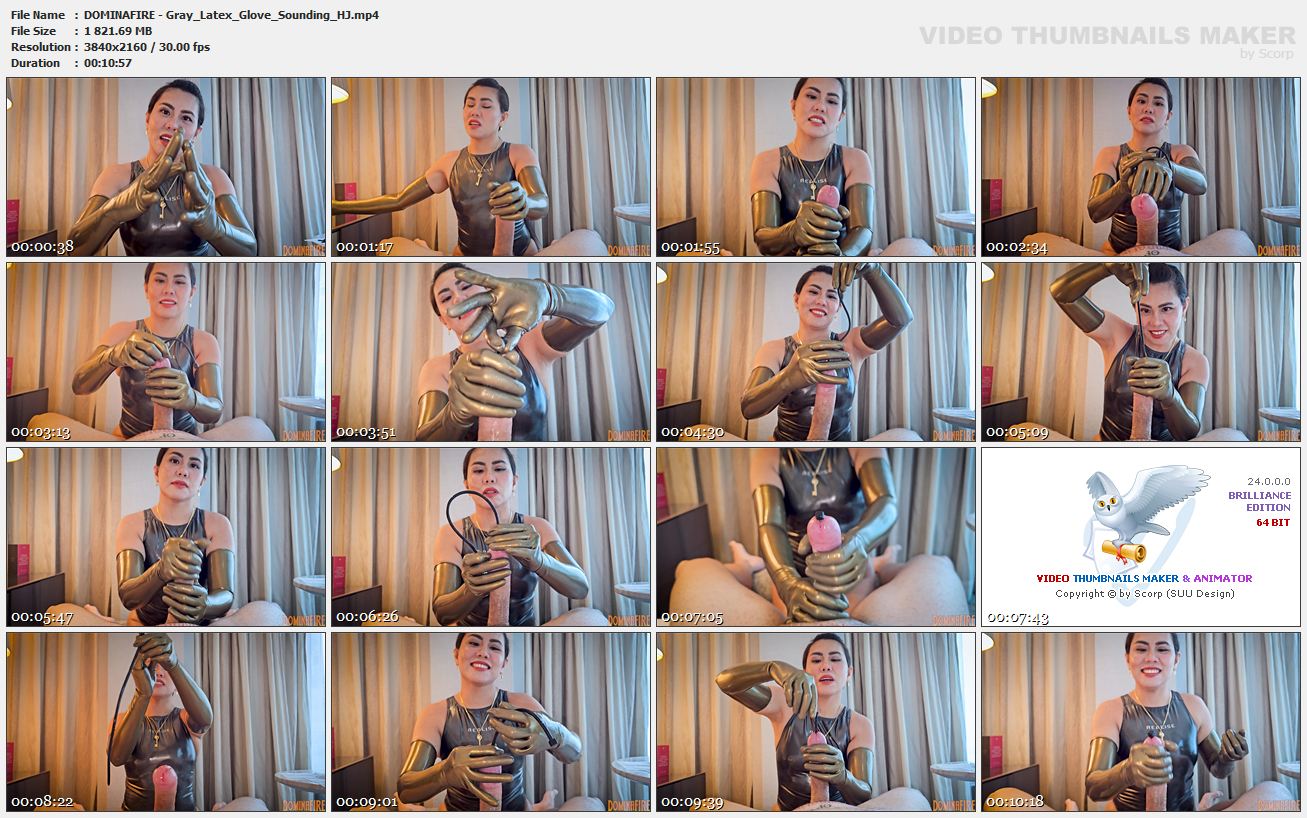 File Name : DOMINAFIRE - Gray_Latex_Glove_Sounding_HJ.mp4
File Size : 1 821.69 MB
Resolution : 3840x2160 / 30.00 fps
Duration : 00:10:57
VIDEO THUMBNAILS MAKER
by Scorp
00:00:38
DOMINAFIRE
REALISE
00:01:17
DOMINAFIRE
00:01:55
DOMINAFIRE
00:02:34
DOMINAFIRE
00:03:13
DOMINAFIRE
00:03:51
DOMINAFIRE
00:04:30
DOMINAFIRE
00:05:09
DOMINAFIRE
00:05:47
DOMINAFIRE
00:06:26
DOMINAFIRE
00:07:05
DOMINAFIRE
24.0.0.0
BRILLIANCE
EDITION
64 BIT
VIDEO THUMBNAILS MAKER & ANIMATOR
Copyright © by Scorp (SUU Design)
00:07:43
00:08:22
DOMINAFIRE
REALISE
00:09:01
DOMINAFIRE
00:09:39
DOMINAFIRE
REALISE
00:10:18
DOMINAFIRE